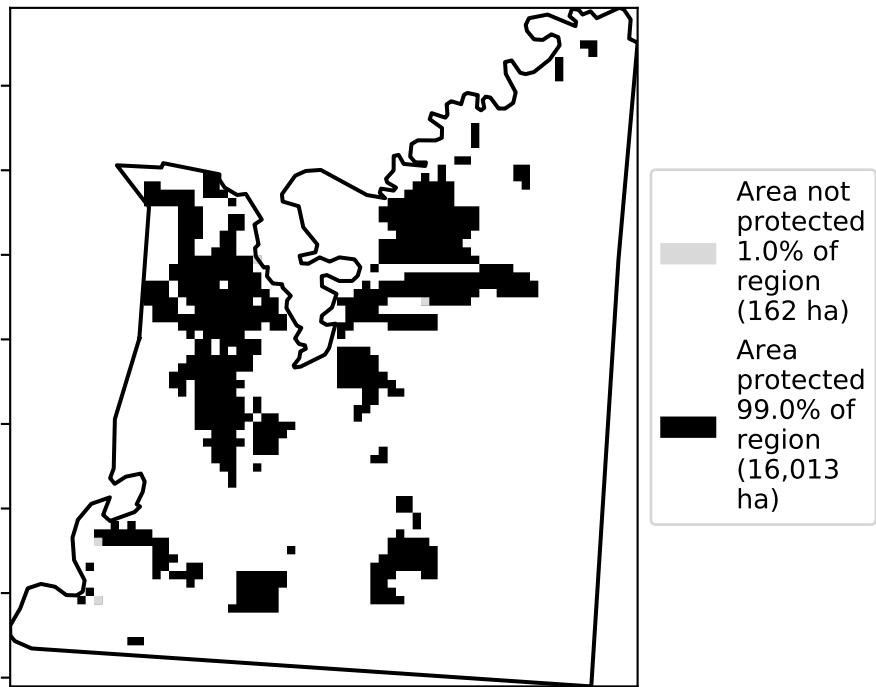 Area not
protected
1.0% of
region
(162 ha)
Area
protected
99.0% of
region
(16,013
ha)